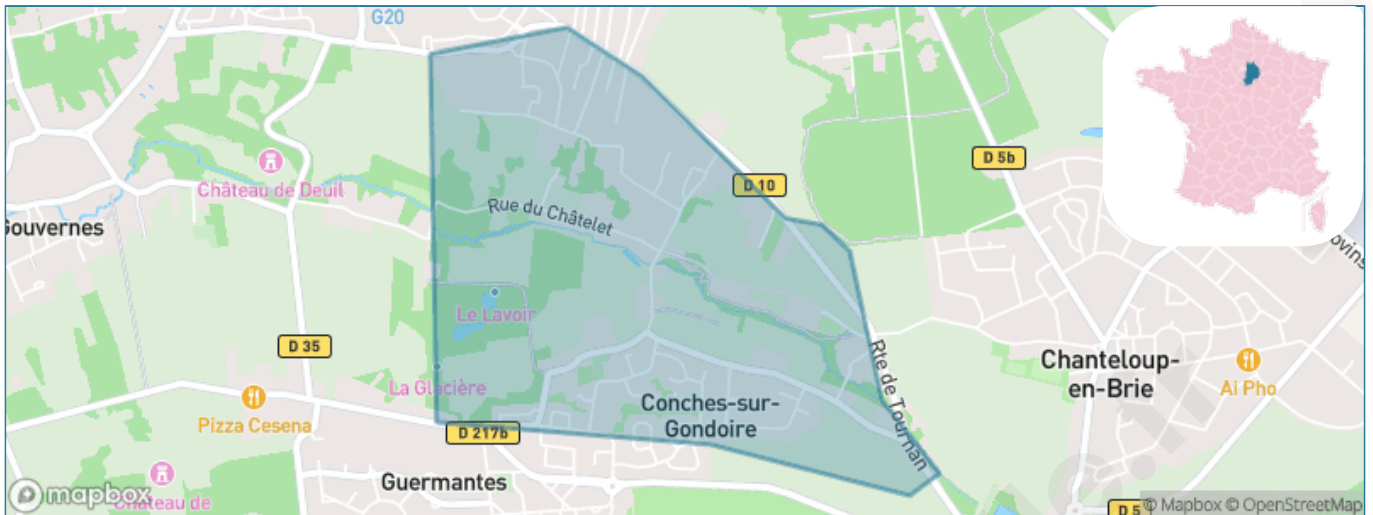 G20
D 10
D 5b
Château de Deuil
Rue du Châtelet
Gouvernes
Le Lavoir
D 35
Rte de Tournan
Chanteloup-
en-Brie
La Glacière
Ai Pho
Pizza Cesena
Conches-sur-
Gondoire
D 217b
Guermantes
mapbox
Château de
D 5
© Mapbox © OpenStreetMap